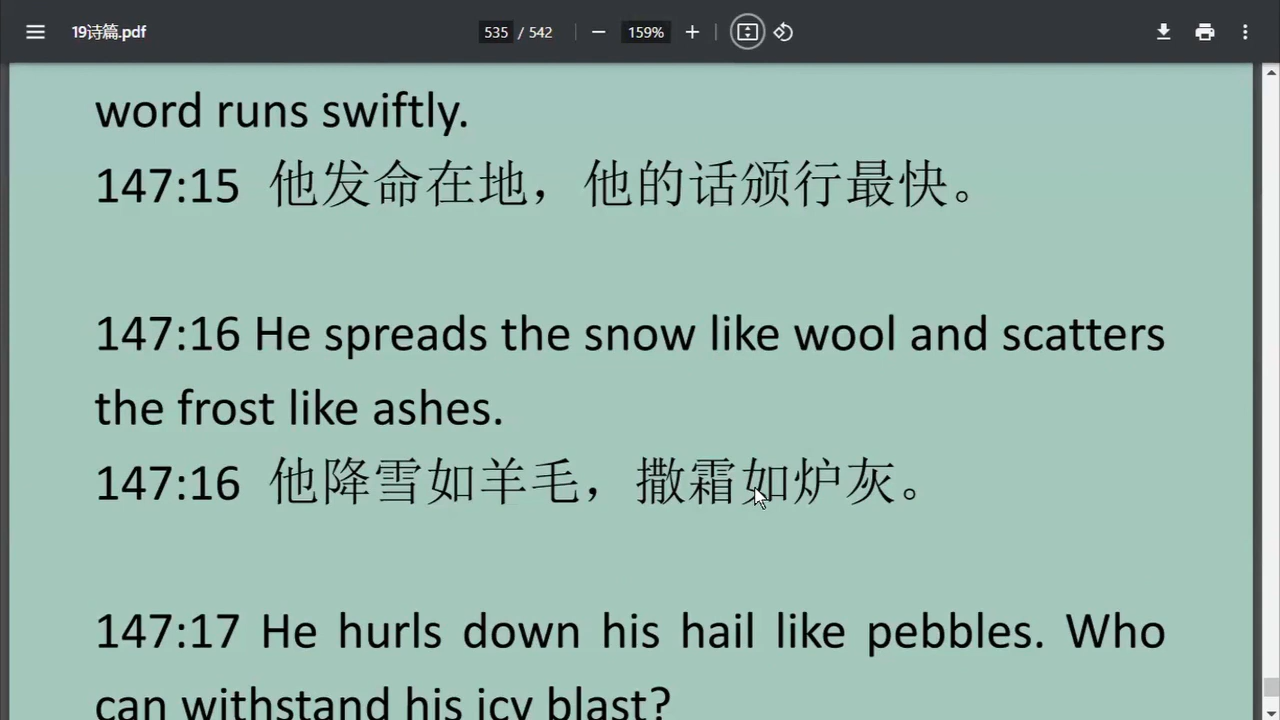 19诗篇.pdf
535 / 542
159%
word runs swiftly.
147:15 他发命在地，他的话颁行最快。
147:16 He spreads the snow like wool and scatters
the frost like ashes.
147:16 他降雪如羊毛，撒霜如炉灰。
147:17 He hurls down his hail like pebbles. Who
can withstand his icy blast?